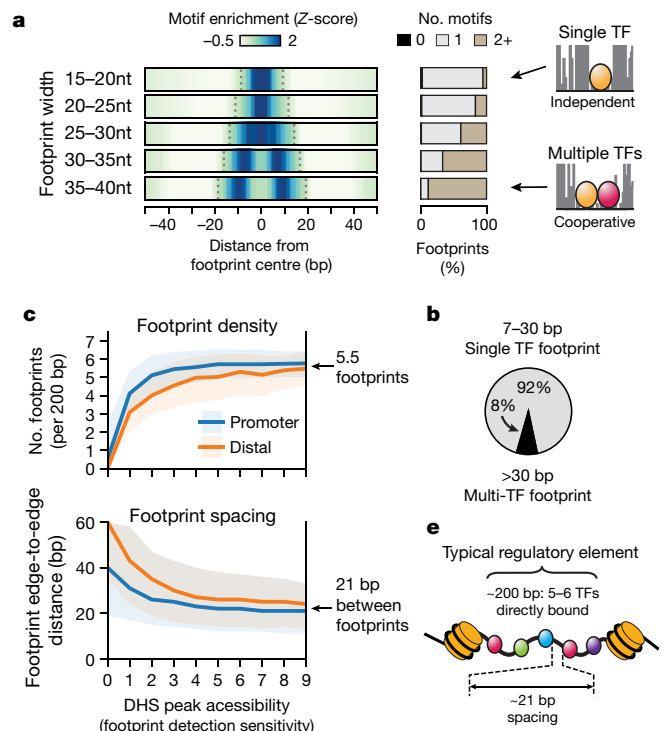 a
Motif enrichment (Z-score)
−0.5 2
No. motifs
0 1 2+
Single TF
Independent
Footprint width
15–20nt
20–25nt
25–30nt
30–35nt
35–40nt
Multiple TFs
Cooperative
−40 −20 0 20 40
Distance from
footprint centre (bp)
0 100
Footprints
(%)
c
Footprint density
No. footprints
(per 200 bp)
7
6
5
4
3
2
1
0
Promoter
Distal
5.5
footprints
b
7–30 bp
Single TF footprint
92%
8%
>30 bp
Multi-TF footprint
Footprint spacing
Footprint edge-to-edge
distance (bp)
60
40
20
0
21 bp
between
footprints
0 1 2 3 4 5 6 7 8 9
DHS peak acessibility
(footprint detection sensitivity)
e
Typical regulatory element
~200 bp: 5–6 TFs
directly bound
~21 bp
spacing